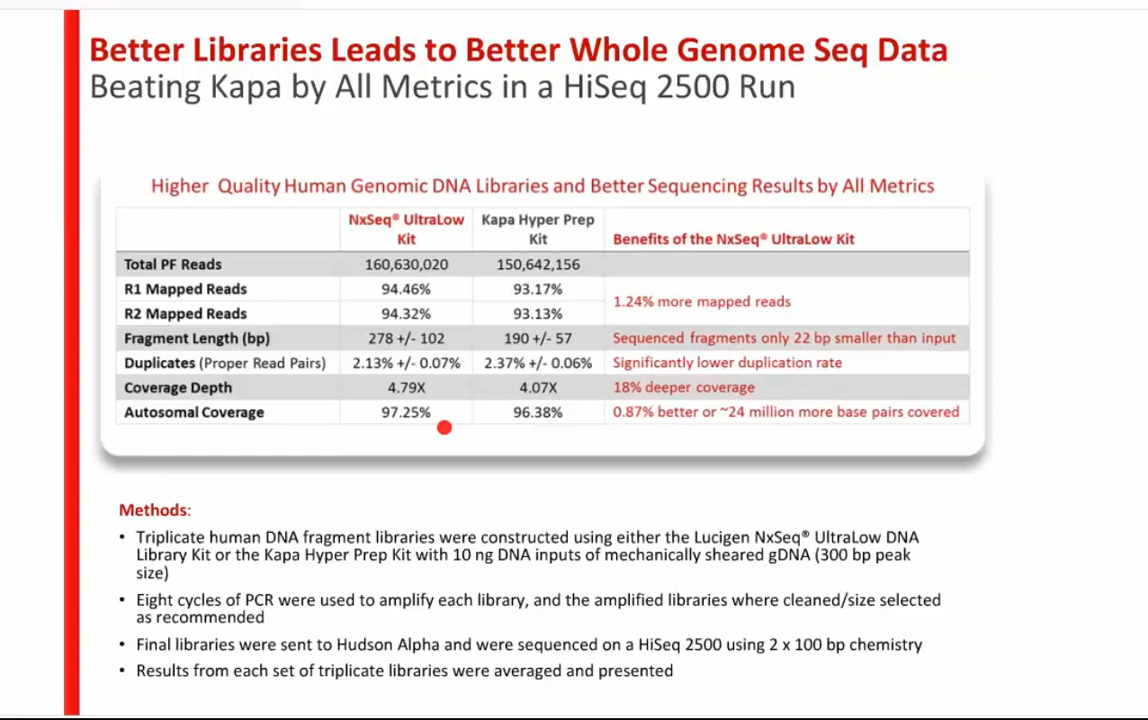 Better Libraries Leads to Better Whole Genome Seq Data
Beating Kapa by All Metrics in a HiSeq 2500 Run
Higher Quality Human Genomic DNA Libraries and Better Sequencing Results by All Metrics
NxSeq® UltraLow Kit Kapa Hyper Prep Kit Benefits of the NxSeq® UltraLow Kit
Total PF Reads 160,630,020 150,642,156
R1 Mapped Reads 94.46% 93.17% 1.24% more mapped reads
R2 Mapped Reads 94.32% 93.13%
Fragment Length (bp) 278 +/- 102 190 +/- 57 Sequenced fragments only 22 bp smaller than input
Duplicates (Proper Read Pairs) 2.13% +/- 0.07% 2.37% +/- 0.06% Significantly lower duplication rate
Coverage Depth 4.79X 4.07X 18% deeper coverage
Autosomal Coverage 97.25% 96.38% 0.87% better or ~24 million more base pairs covered
Methods:
• Triplicate human DNA fragment libraries were constructed using either the Lucigen NxSeq® UltraLow DNA
Library Kit or the Kapa Hyper Prep Kit with 10 ng DNA inputs of mechanically sheared gDNA (300 bp peak
size)
• Eight cycles of PCR were used to amplify each library, and the amplified libraries where cleaned/size selected
as recommended
• Final libraries were sent to Hudson Alpha and were sequenced on a HiSeq 2500 using 2 x 100 bp chemistry
• Results from each set of triplicate libraries were averaged and presented